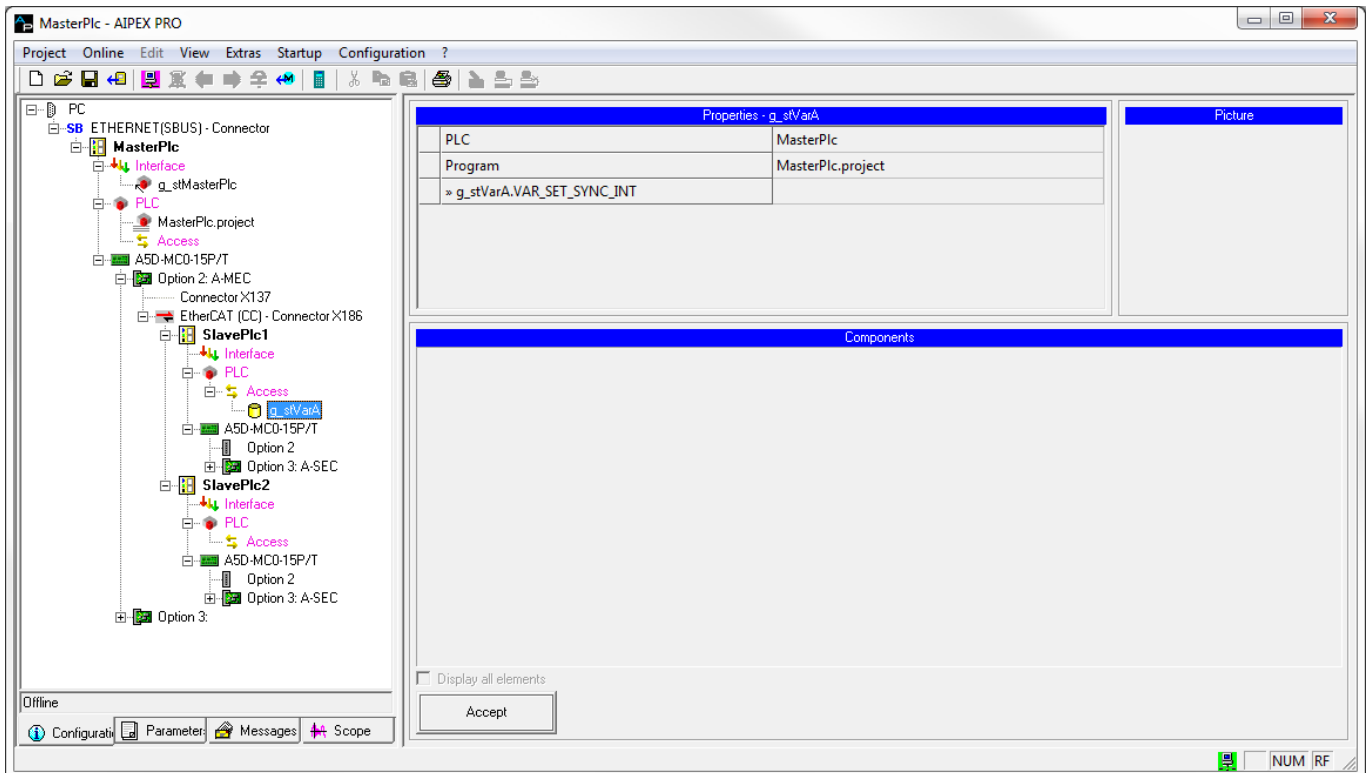 MasterPlc - AIPEX PRO
Project Online Edit View Extras Startup Configuration ?
PC
SB ETHERNET(SBUS) - Connector
MasterPlc
Interface
g_stMasterPlc
PLC
MasterPlc.project
Access
A5D-MC0-15P/T
Option 2: A-MEC
Connector X137
EtherCAT (CC) - Connector X186
SlavePlc1
Interface
PLC
Access
g_stVarA
A5D-MC0-15P/T
Option 2
Option 3: A-SEC
SlavePlc2
Interface
PLC
Access
A5D-MC0-15P/T
Option 2
Option 3: A-SEC
Option 3:
Offline
Configurati Parameter Messages Scope
Properties - g_stVarA
PLC MasterPlc
Program MasterPlc.project
» g_stVarA.VAR_SET_SYNC_INT
Picture
Components
Display all elements
Accept
NUM RF